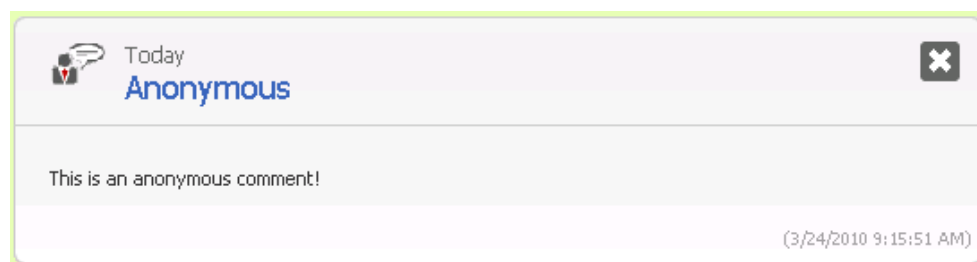 Today
Anonymous
This is an anonymous comment!
(3/24/2010 9:15:51 AM)